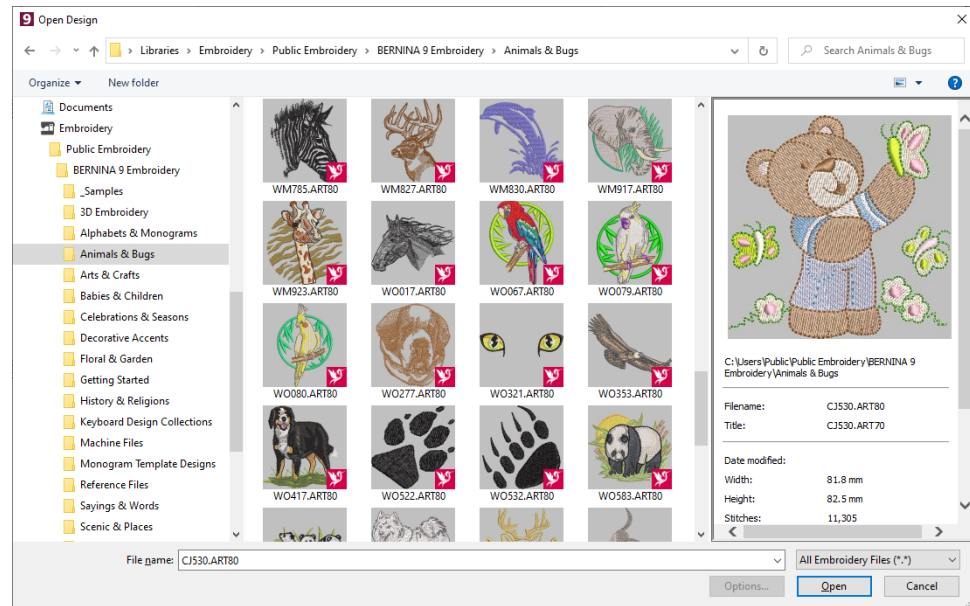 9 Open Design
Libraries > Embroidery > Public Embroidery > BERNINA 9 Embroidery > Animals & Bugs
Search Animals & Bugs
Organize
New folder
Documents
Embroidery
Public Embroidery
BERNINA 9 Embroidery
_Samples
3D Embroidery
Alphabets & Monograms
Animals & Bugs
Arts & Crafts
Babies & Children
Celebrations & Seasons
Decorative Accents
Floral & Garden
Getting Started
History & Religions
Keyboard Design Collections
Machine Files
Monogram Template Designs
Reference Files
Sayings & Words
Scenic & Places
WM785.ART80 WM827.ART80 WM830.ART80 WM917.ART80
WM923.ART80 WO017.ART80 WO067.ART80 WO079.ART80
WO080.ART80 WO277.ART80 WO321.ART80 WO353.ART80
WO417.ART80 WO522.ART80 WO532.ART80 WO583.ART80
C:\Users\Public\Public Embroidery\BERNINA 9
Embroidery\Animals & Bugs
Filename: CJ530.ART80
Title: CJ530.ART70
Date modified:
Width: 81.8 mm
Height: 82.5 mm
Stitches: 11,305
File name: CJ530.ART80
All Embroidery Files (*.*)
Options... Open Cancel